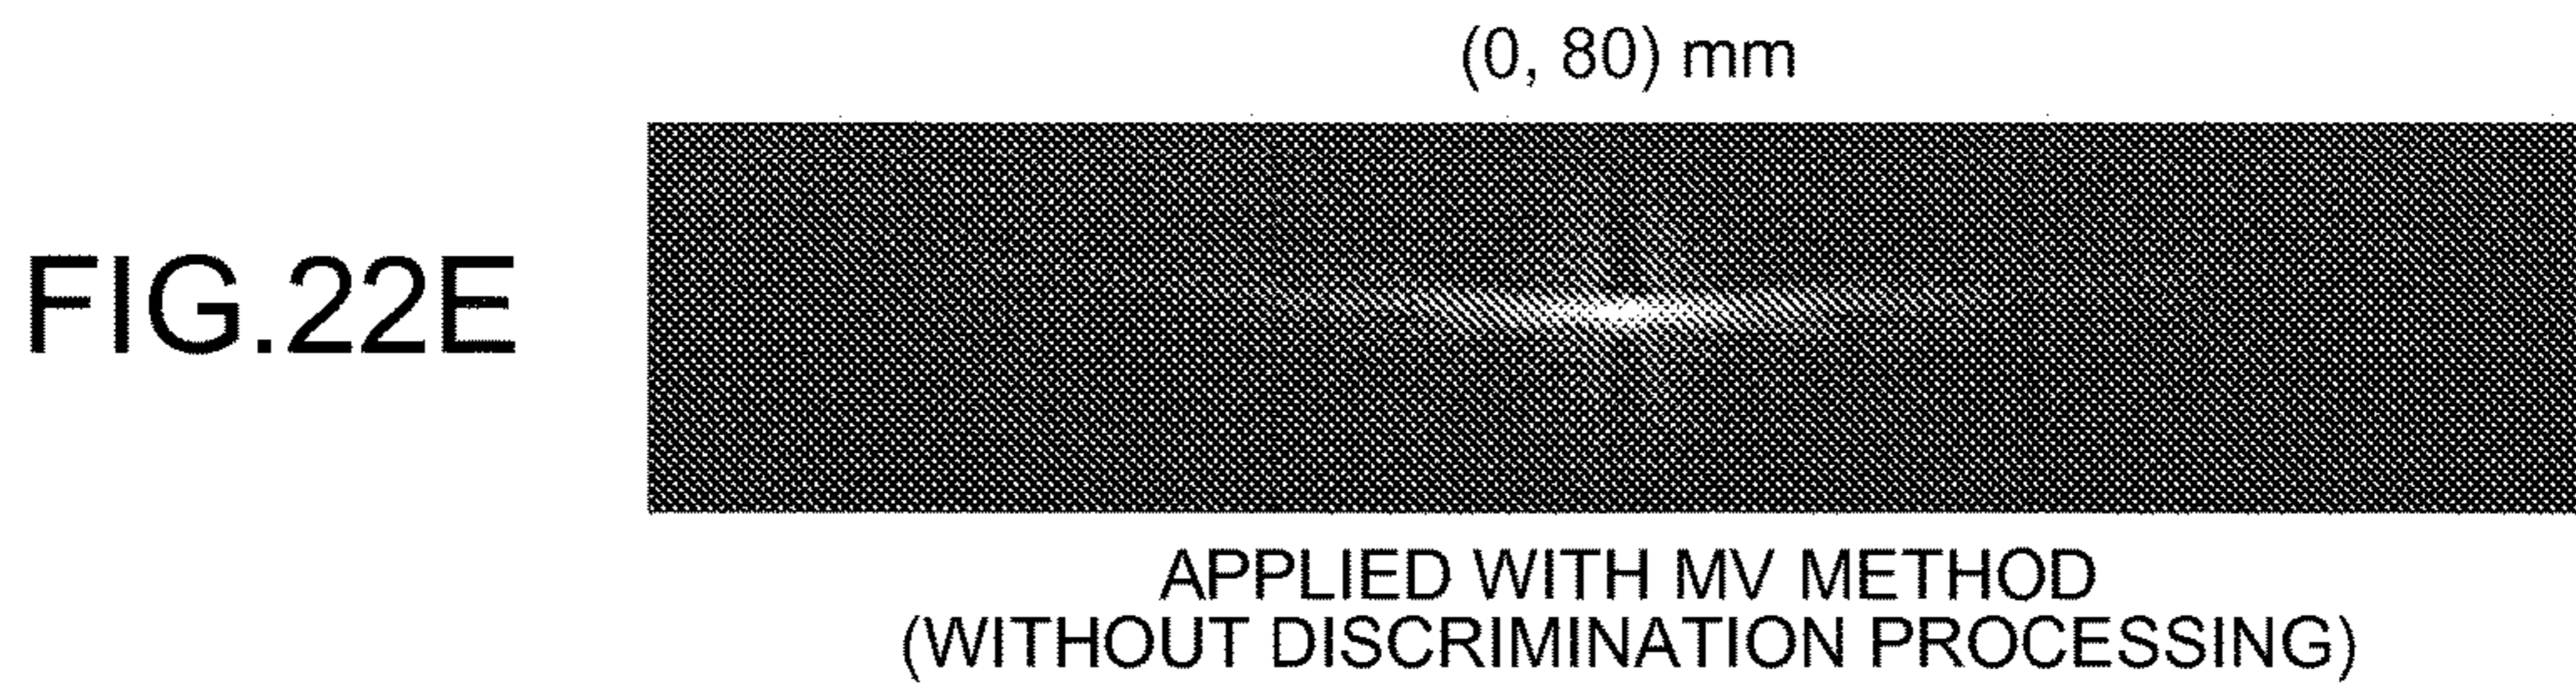 (0, 80) mm
FIG.22E
APPLIED WITH MV METHOD
(WITHOUT DISCRIMINATION PROCESSING)